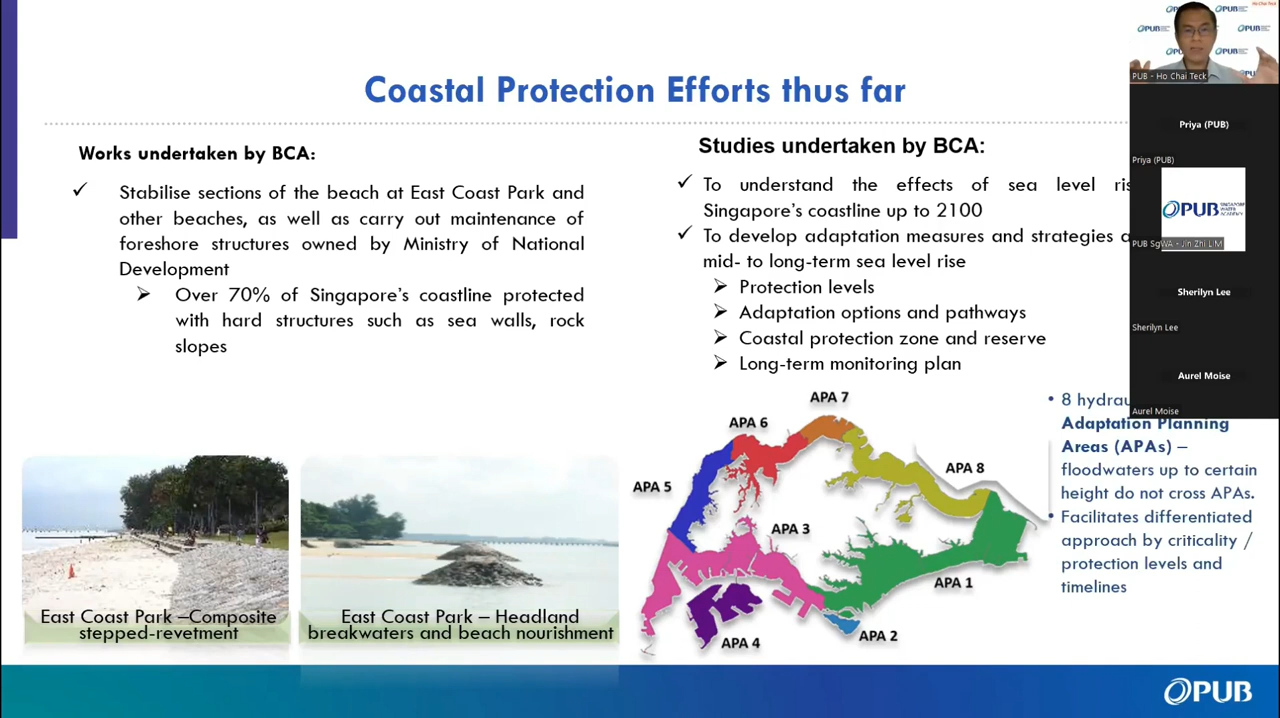 Coastal Protection Efforts thus far
Works undertaken by BCA:
Stabilise sections of the beach at East Coast Park and
other beaches, as well as carry out maintenance of
foreshore structures owned by Ministry of National
Development
Over 70% of Singapore's coastline protected
with hard structures such as sea walls, rock
slopes
East Coast Park –Composite
stepped-revetment
East Coast Park – Headland
breakwaters and beach nourishment
Studies undertaken by BCA:
To understand the effects of sea level
Singapore's coastline up to 2100
To develop adaptation measures and strategies
mid- to long-term sea level rise
Protection levels
Adaptation options and pathways
Coastal protection zone and reserve
Long-term monitoring plan
APA 7
APA 6
APA 8
APA 5
APA 3
APA 1
APA 2
APA 4
• 8
Adaptation Planning
Areas (APAs) –
floodwaters up to certain
height do not cross APAs.
• Facilitates differentiated
approach by criticality /
protection levels and
timelines
PUB
Ho Chai Teck
PUB
PUB
PUB
PUB - Ho Chai Teck
Priya (PUB)
Priya (PUB)
PUB SINGAPORE WATER ACADEMY
PUB SgWA - Jin Zhi LIM
Sherilyn Lee
Sherilyn Lee
Aurel Moise
Aurel Moise